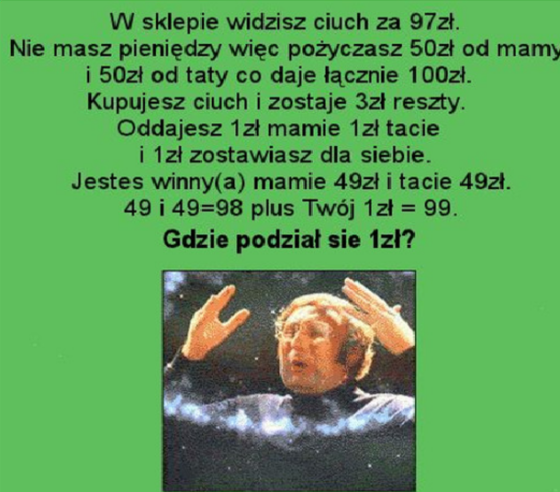 W sklepie widzisz ciuch za 97zł.
Nie masz pieniędzy więc pożyczasz 50zł od mamy
i 50zł od taty co daje łącznie 100zł.
Kupujesz ciuch i zostaje 3zł reszty.
Oddajesz 1zł mamie 1zł tacie
i 1zł zostawiasz dla siebie.
Jestes winny(a) mamie 49zł i tacie 49zł.
49 i 49=98 plus Twój 1zł = 99.
Gdzie podział sie 1zł?